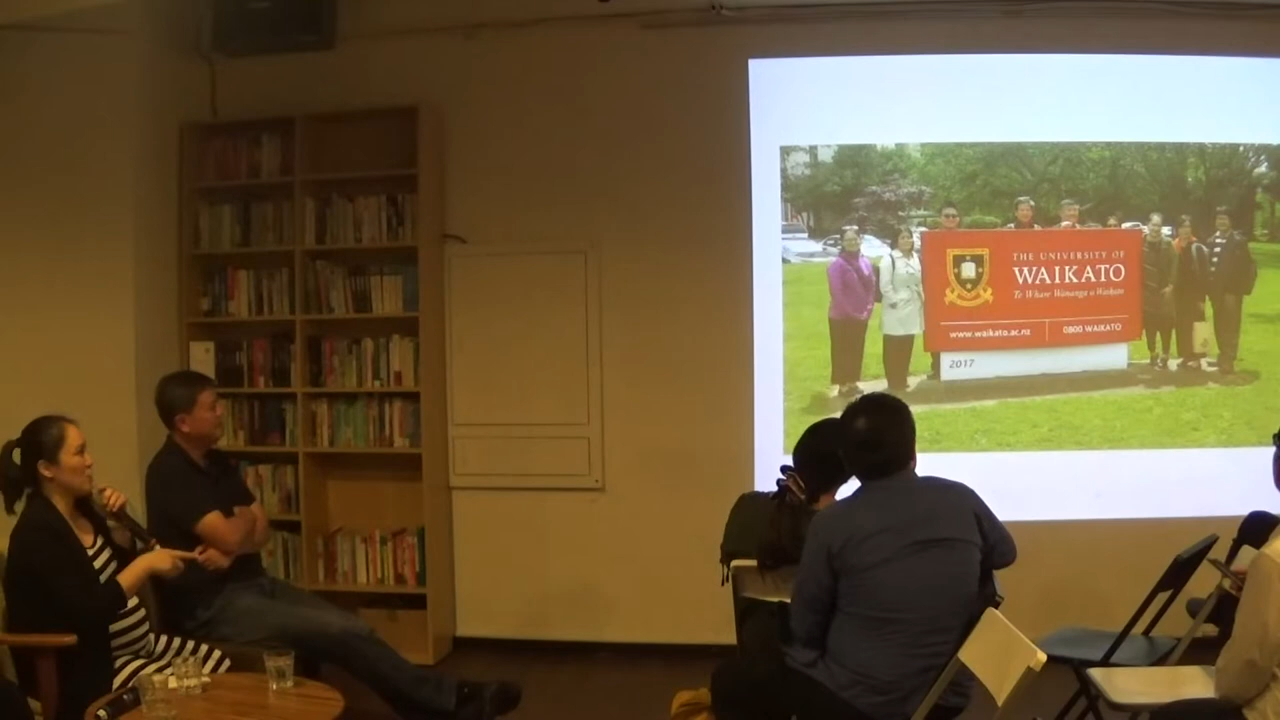 THE UNIVERSITY OF
WAIKATO
Te Whare Wānanga o Waikato
www.waikato.ac.nz
0800 WAIKATO
2017